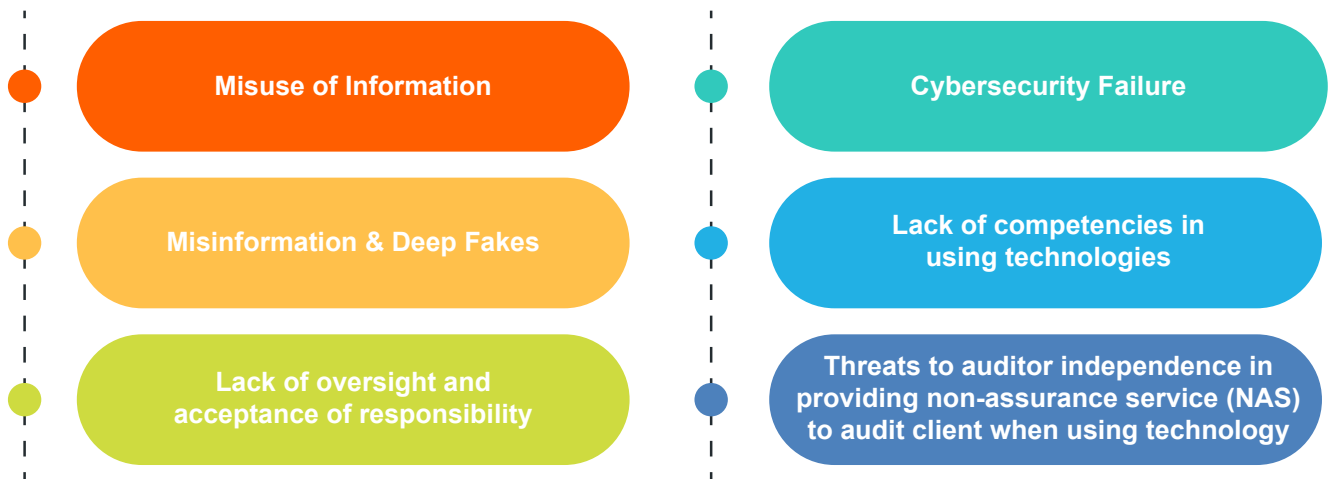 Misuse of Information
Misinformation & Deep Fakes
Lack of oversight and
acceptance of responsibility
Cybersecurity Failure
Lack of competencies in
using technologies
Threats to auditor independence in
providing non-assurance service (NAS)
to audit client when using technology